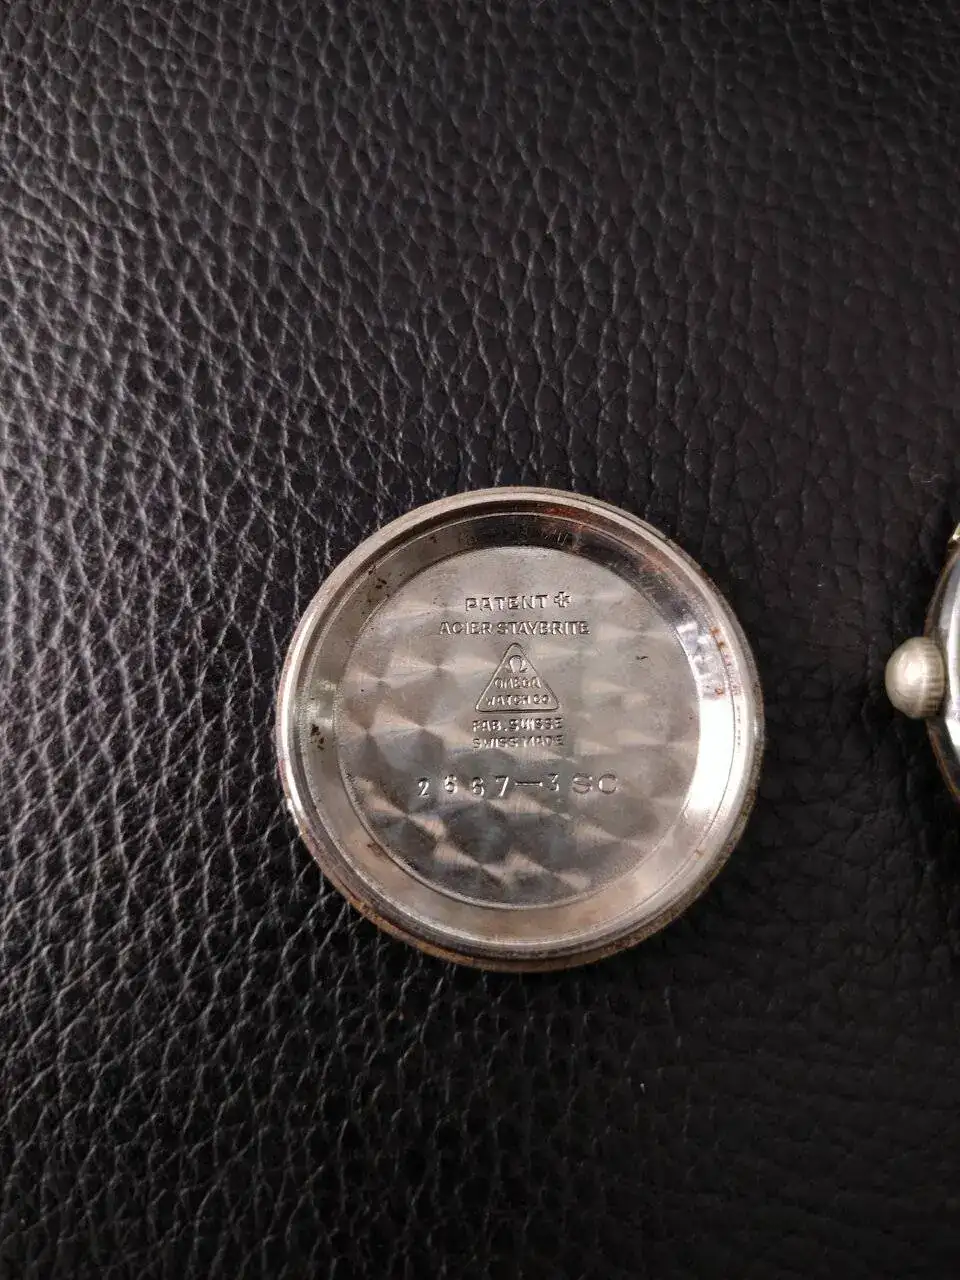 PATENT ✚
ACIER STAYBRITE
Ω
OMEGA
WATCH CO
FAB. SUISSE
SWISS MADE
2667-3 SC